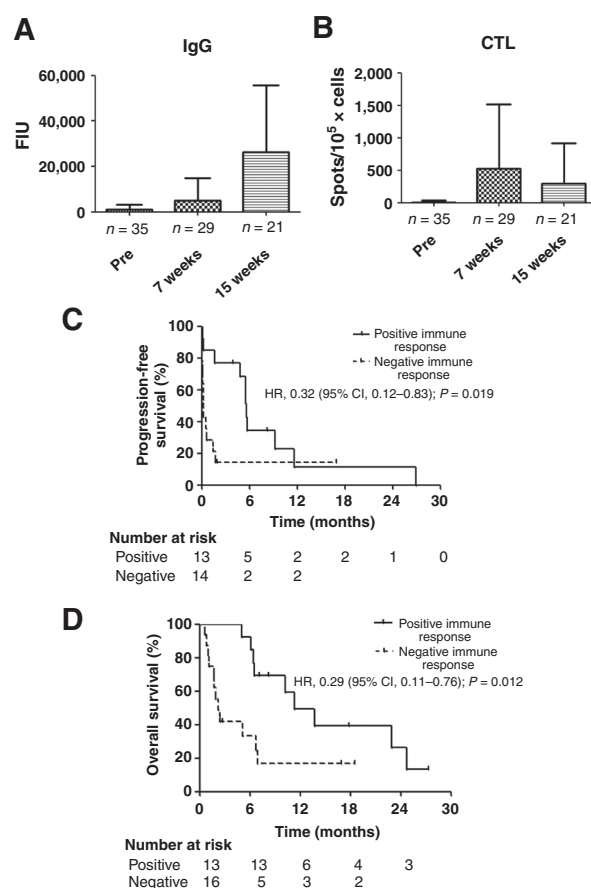 A
IgG
FIU
60,000
40,000
20,000
0
n = 35 n = 29 n = 21
Pre 7 weeks 15 weeks
B
CTL
Spots/10⁵ × cells
2,000
1,500
1,000
500
0
n = 35 n = 29 n = 21
Pre 7 weeks 15 weeks
C
Progression-free
survival (%)
100
80
60
40
20
0
Positive immune
response
Negative immune
response
HR, 0.32 (95% CI, 0.12–0.83); P = 0.019
0 6 12 18 24 30
Time (months)
Number at risk
Positive 13 5 2 2 1 0
Negative 14 2 2
D
Overall survival (%)
100
80
60
40
20
0
Positive immune
response
Negative immune
response
HR, 0.29 (95% CI, 0.11–0.76); P = 0.012
0 6 12 18 24 30
Time (months)
Number at risk
Positive 13 13 6 4 3
Negative 16 5 3 2